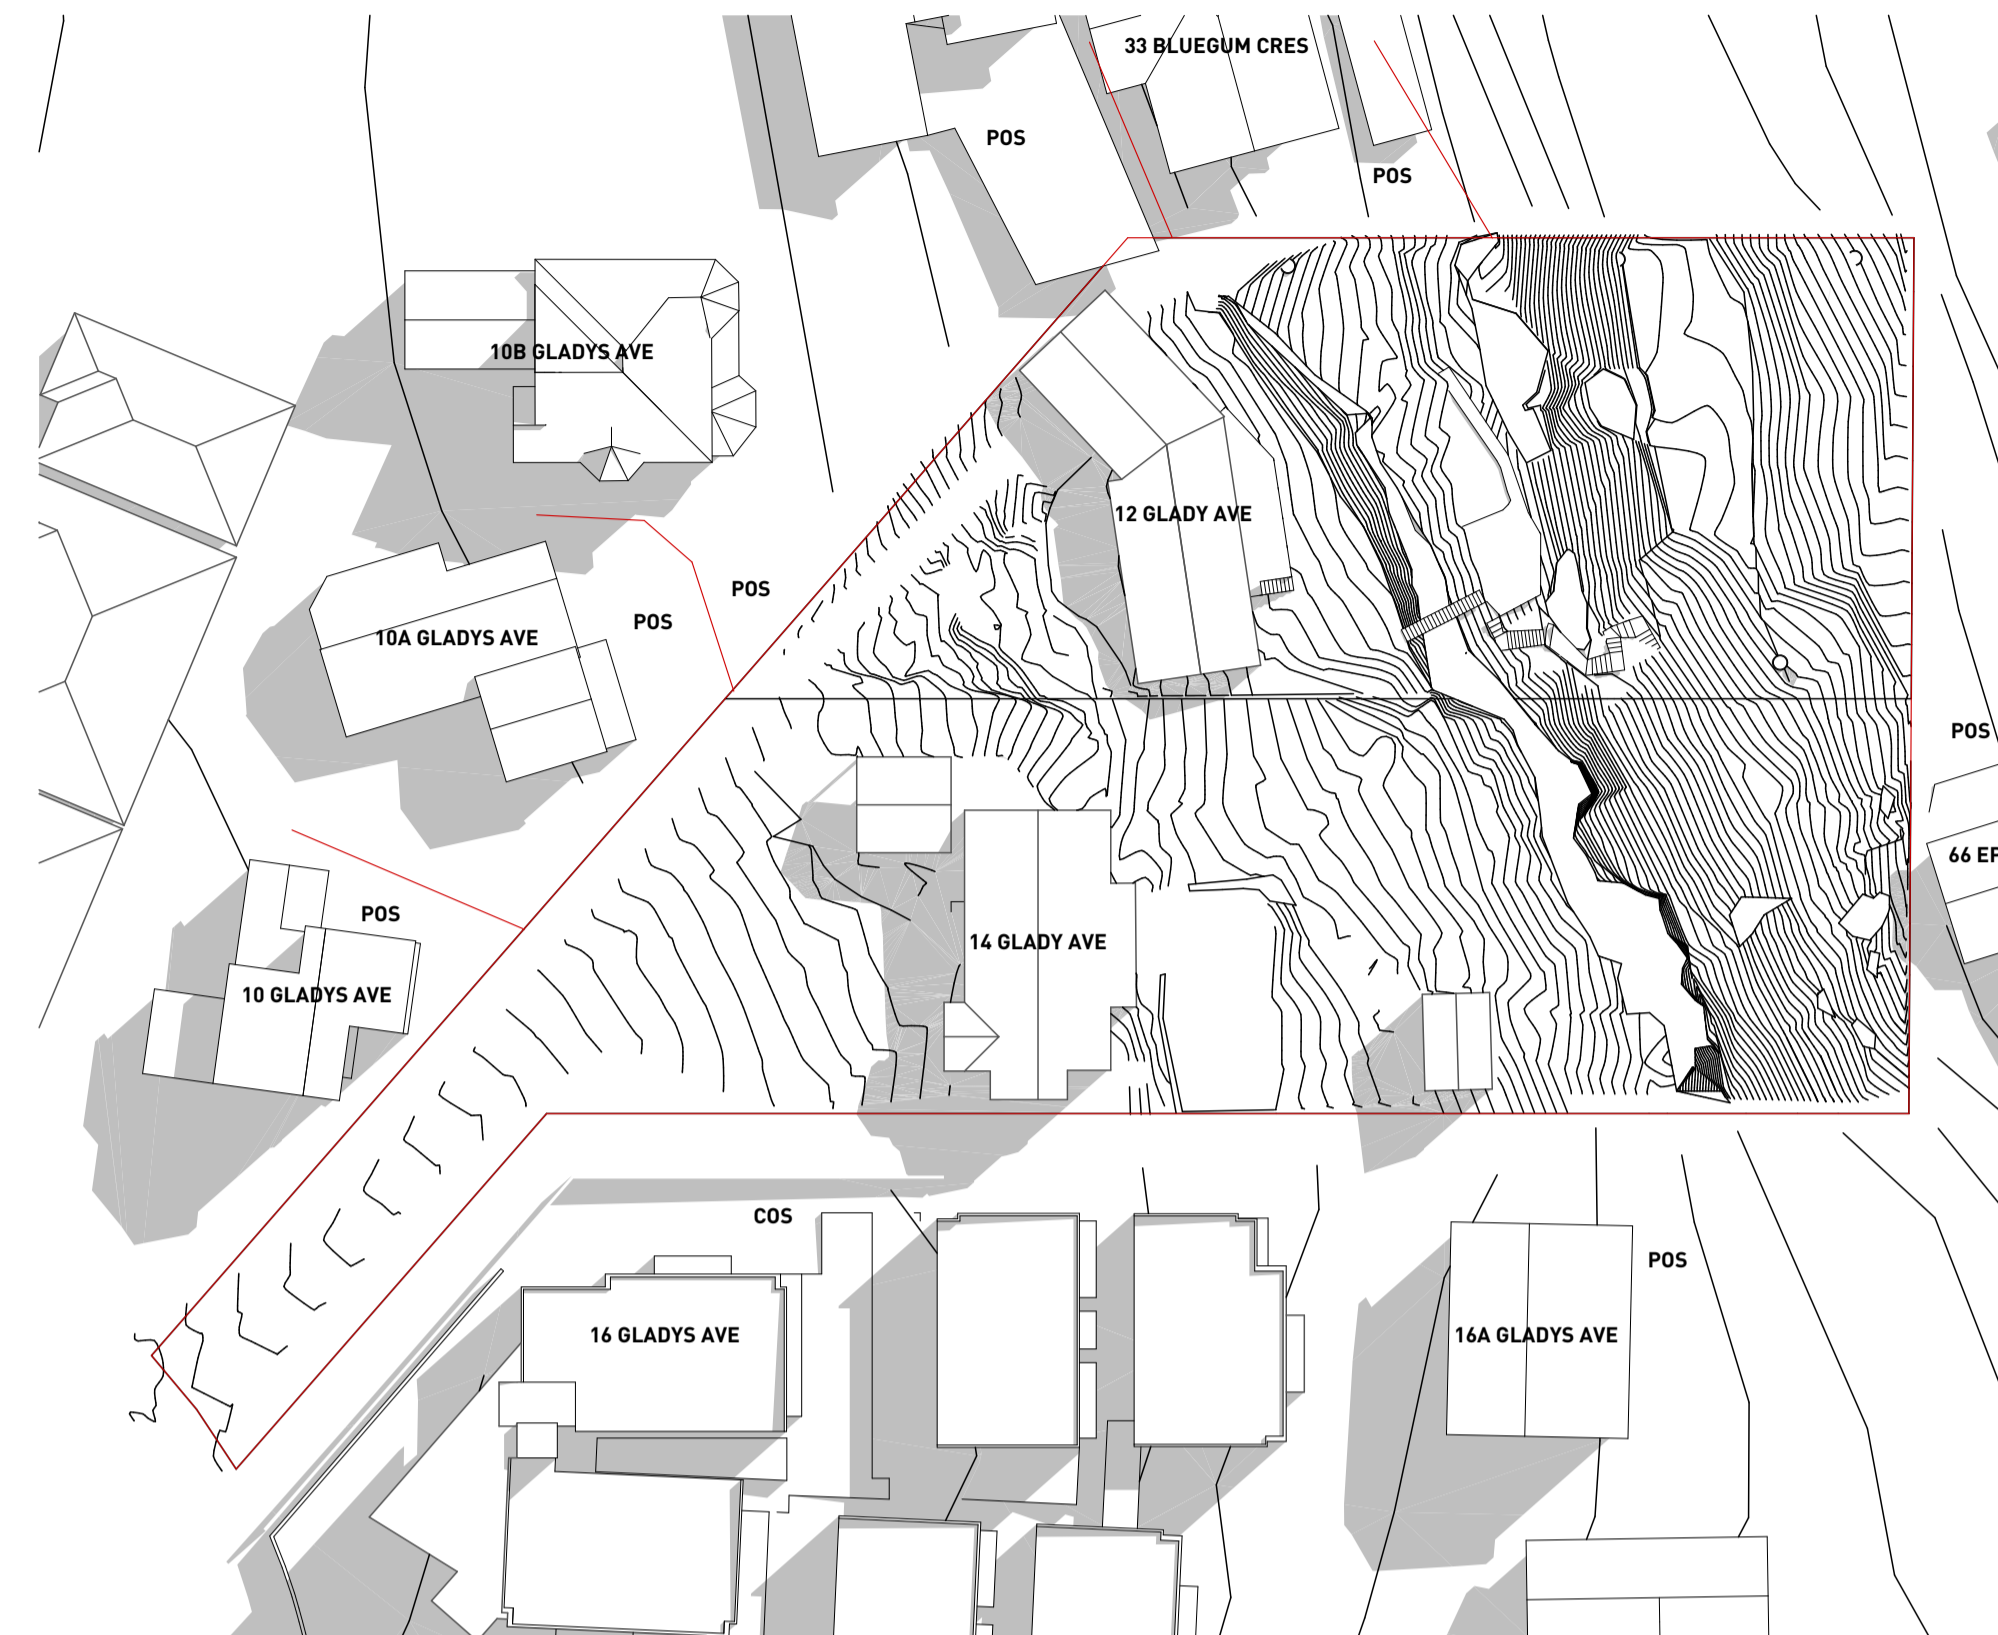 33 BLUEGUM CRES
POS
POS
10B GLADYS AVE
12 GLADY AVE
POS
POS
10A GLADYS AVE
POS
66 EF
POS
14 GLADY AVE
10 GLADYS AVE
COS
POS
16 GLADYS AVE
16A GLADYS AVE